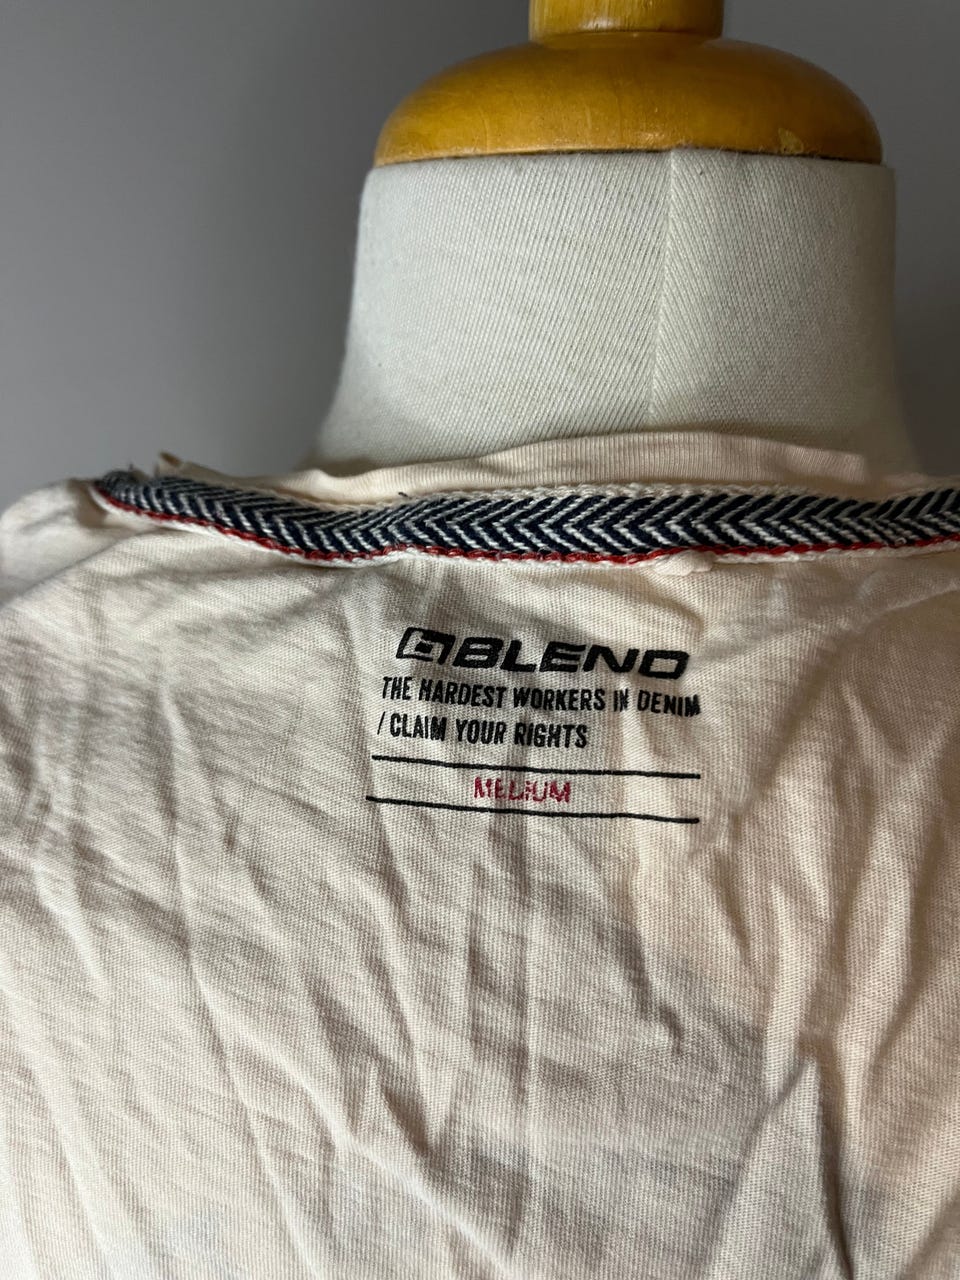 BLEND
THE HARDEST WORKERS IN DENIM
/ CLAIM YOUR RIGHTS
MEDIUM